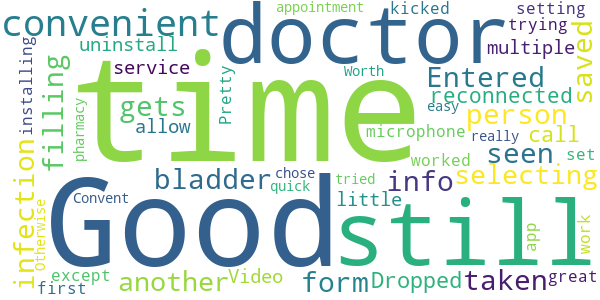 appointment kicked setting
convenient doctor trying
uninstall multiple
installing time service Worth Entered saved
filling Pretty gets reconnected
allow person
pharmacy microphone easy call
Good still worked really seen set
infection bladder chose info selecting
Otherwise Convent quick tried little
another Video form Dropped taken app work
except great
first